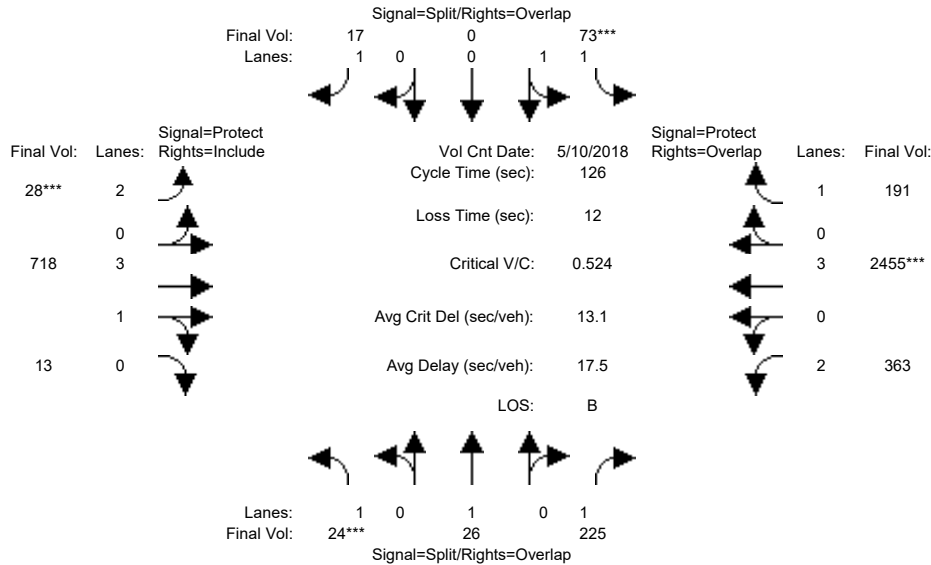 Signal=Split/Rights=Overlap
Final Vol: 17 0 73***
Lanes: 1 0 0 1 1
Signal=Protect Signal=Protect
Final Vol: Lanes: Rights=Include Vol Cnt Date: 5/10/2018 Rights=Overlap Lanes: Final Vol:
Cycle Time (sec): 126
28*** 2 1 191
Loss Time (sec): 12
0 0
718 3 Critical V/C: 0.524 3 2455***
1 Avg Crit Del (sec/veh): 13.1 0
13 0 Avg Delay (sec/veh): 17.5 2 363
LOS: B
Lanes: 1 0 1 0 1
Final Vol: 24*** 26 225
Signal=Split/Rights=Overlap